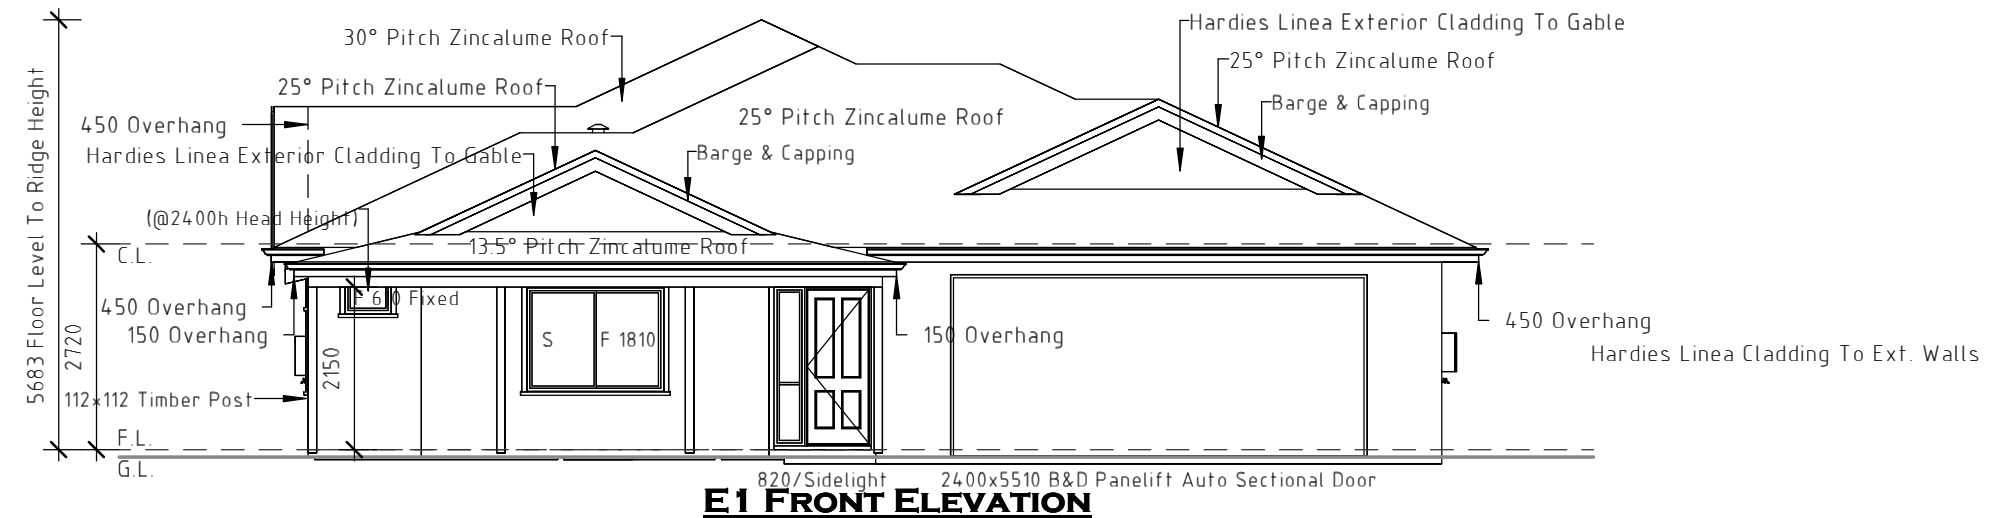 Hardies Linea Exterior Cladding To Gable
30° Pitch Zincalume Roof
25° Pitch Zincalume Roof
25° Pitch Zincalume Roof
Barge & Capping
450 Overhang
25° Pitch Zincalume Roof
Hardies Linea Exterior Cladding To Gable
Barge & Capping
(@2400h Head Height)
13.5° Pitch Zincalume Roof
C.L.
5683 Floor Level To Ridge Height
2720
450 Overhang
Fixed
150 Overhang
2150
S
F 1810
150 Overhang
450 Overhang
Hardies Linea Cladding To Ext. Walls
112x112 Timber Post
F.L.
G.L.
820/Sidelight
2400x5510 B&D Panelift Auto Sectional Door
E1 Front Elevation